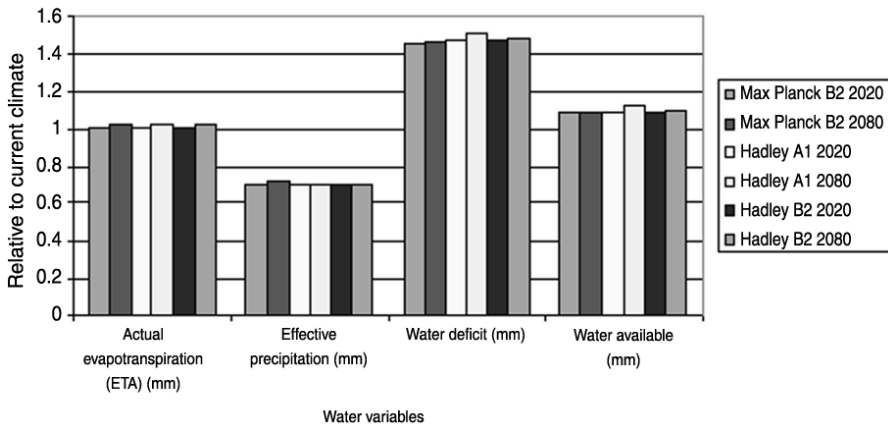 1.6
1.4
1.2
1
0.8
0.6
0.4
0.2
0
Relative to current climate
Actual
evapotranspiration
(ETA) (mm)
Effective
precipitation (mm)
Water deficit (mm)
Water available
(mm)
Water variables
Max Planck B2 2020
Max Planck B2 2080
Hadley A1 2020
Hadley A1 2080
Hadley B2 2020
Hadley B2 2080